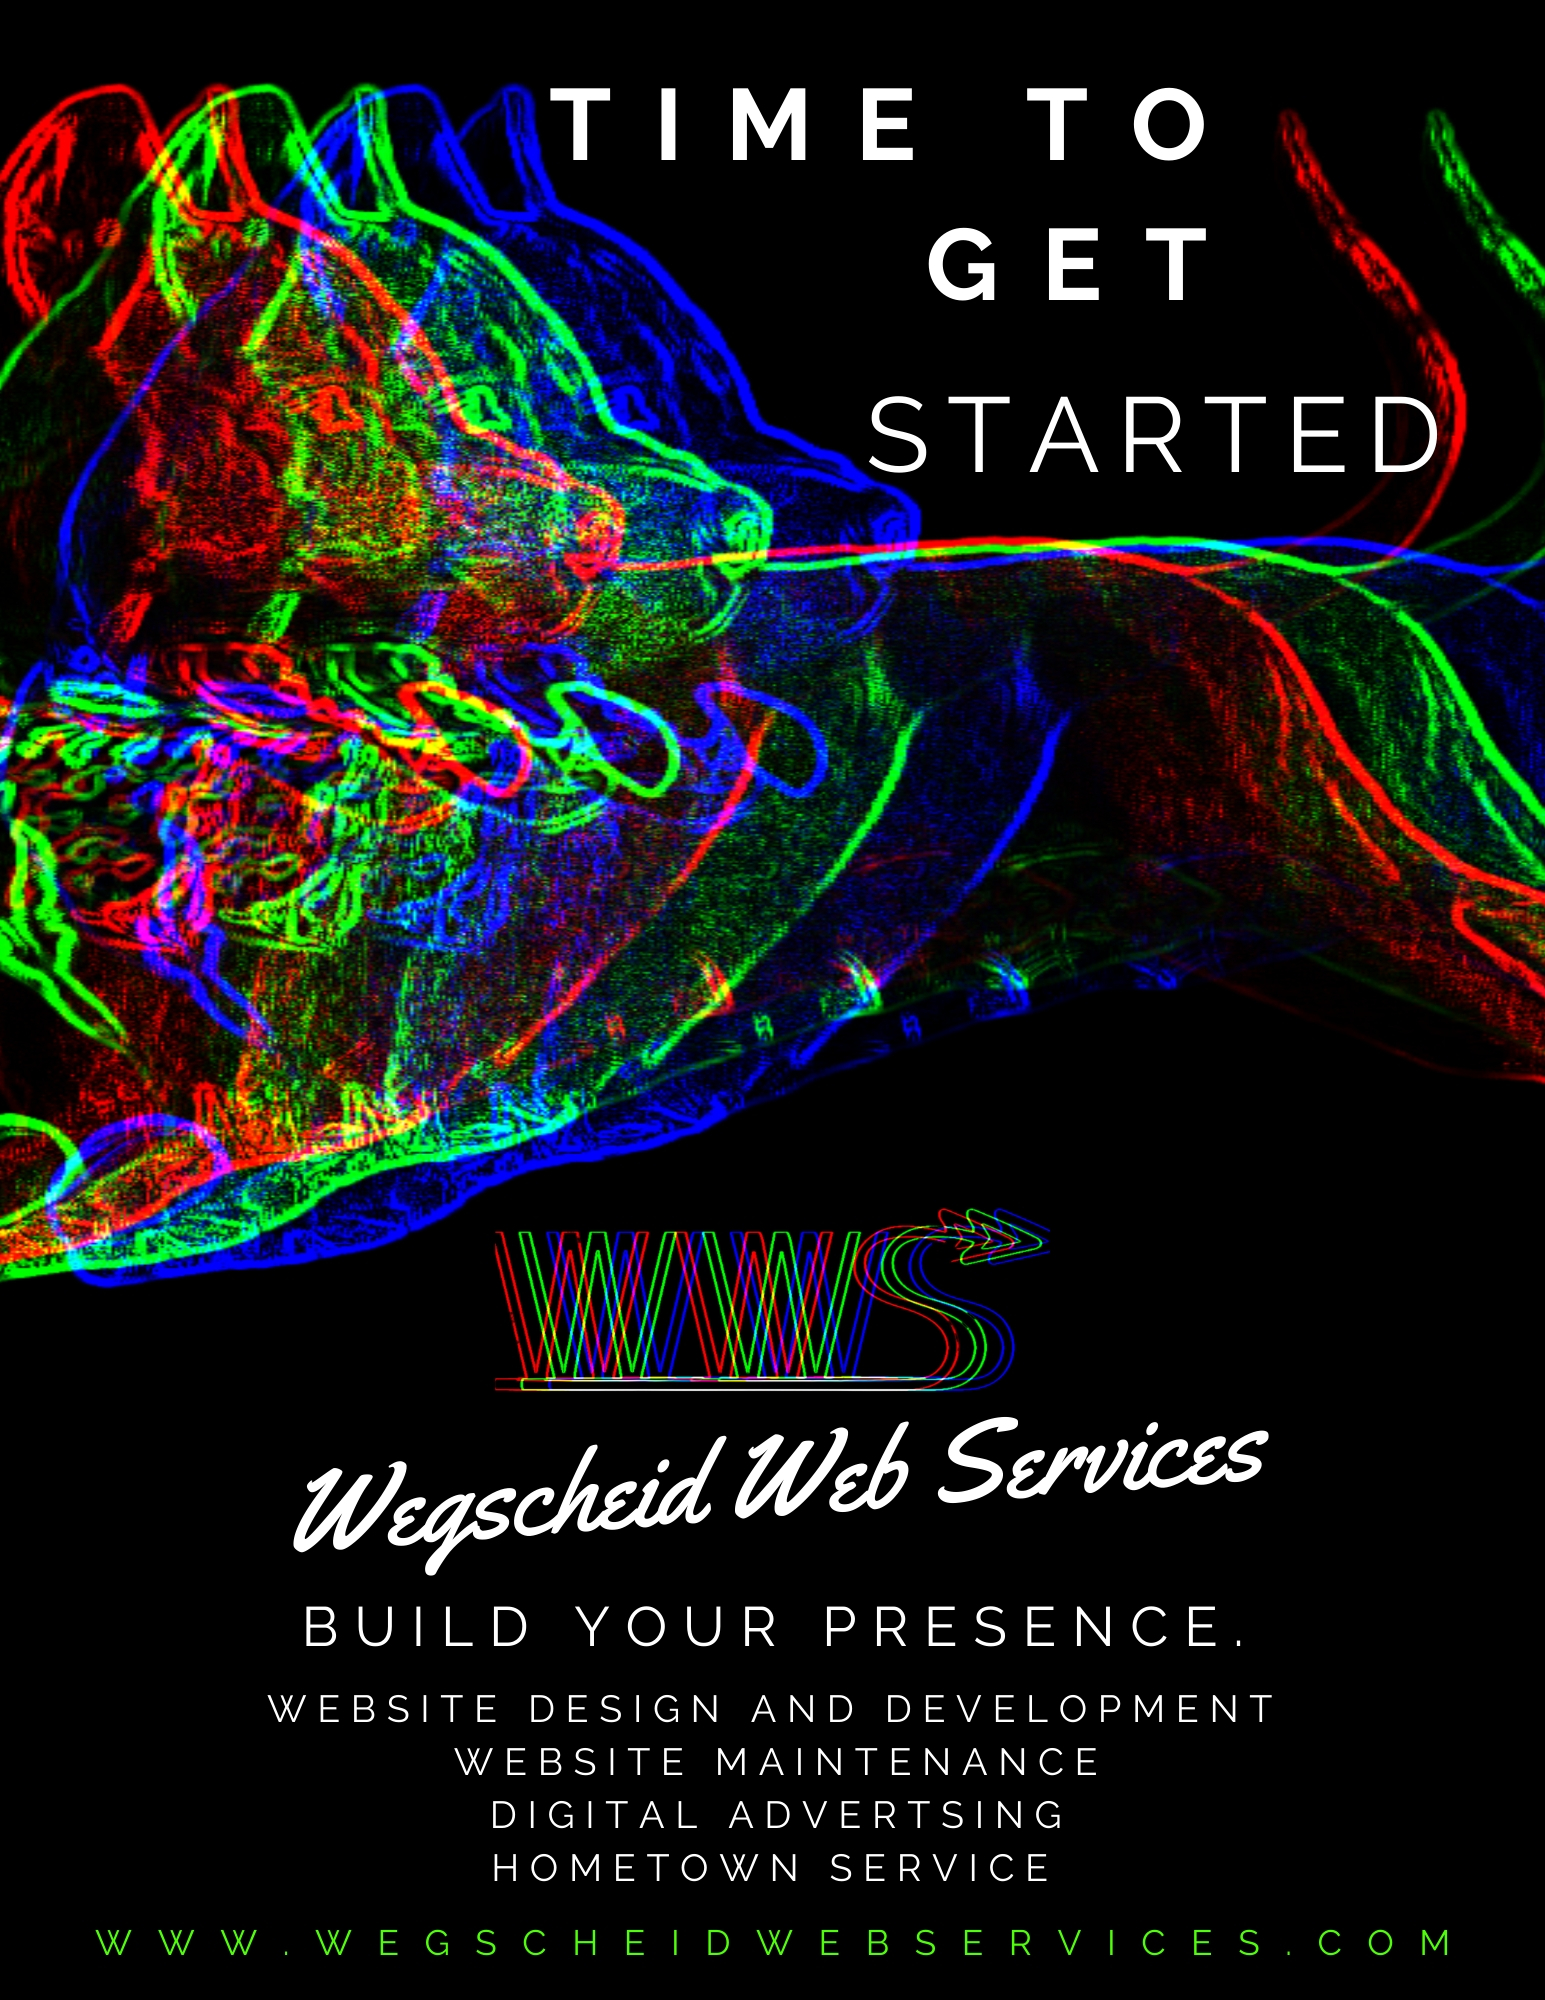 TIME TO
GET
STARTED
WWS
Wegscheid Web Services
BUILD YOUR PRESENCE.
WEBSITE DESIGN AND DEVELOPMENT
WEBSITE MAINTENANCE
DIGITAL ADVERTSING
HOMETOWN SERVICE
WWW.WEGSCHEIDWEBSERVICES.COM